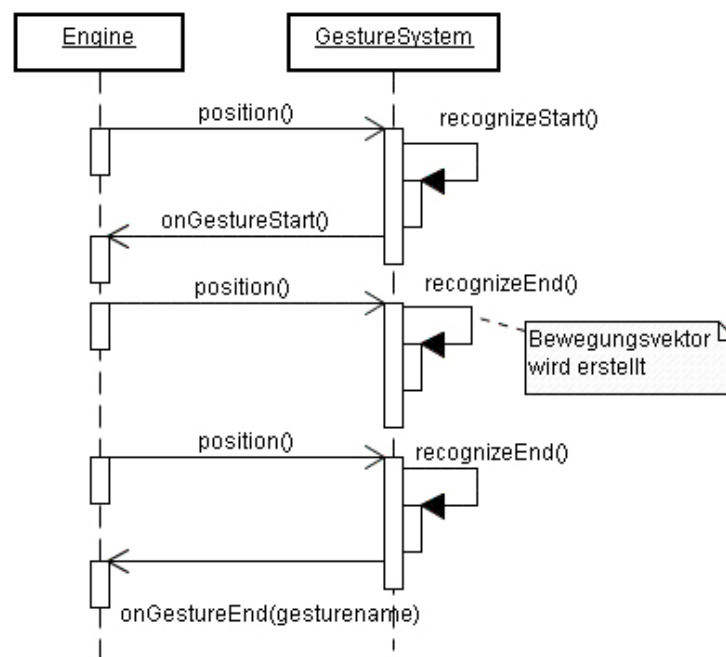 Engine
GestureSystem
position()
recognizeStart()
onGestureStart()
position()
recognizeEnd()
Bewegungsvektor
wird erstellt
position()
recognizeEnd()
onGestureEnd(gesturename)